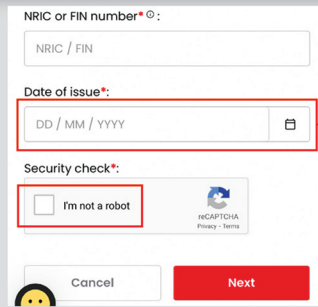 NRIC or FIN number* ⓘ :
NRIC / FIN
Date of issue*:
DD / MM / YYYY
Security check*:
I'm not a robot
reCAPTCHA
Privacy - Terms
Cancel
Next